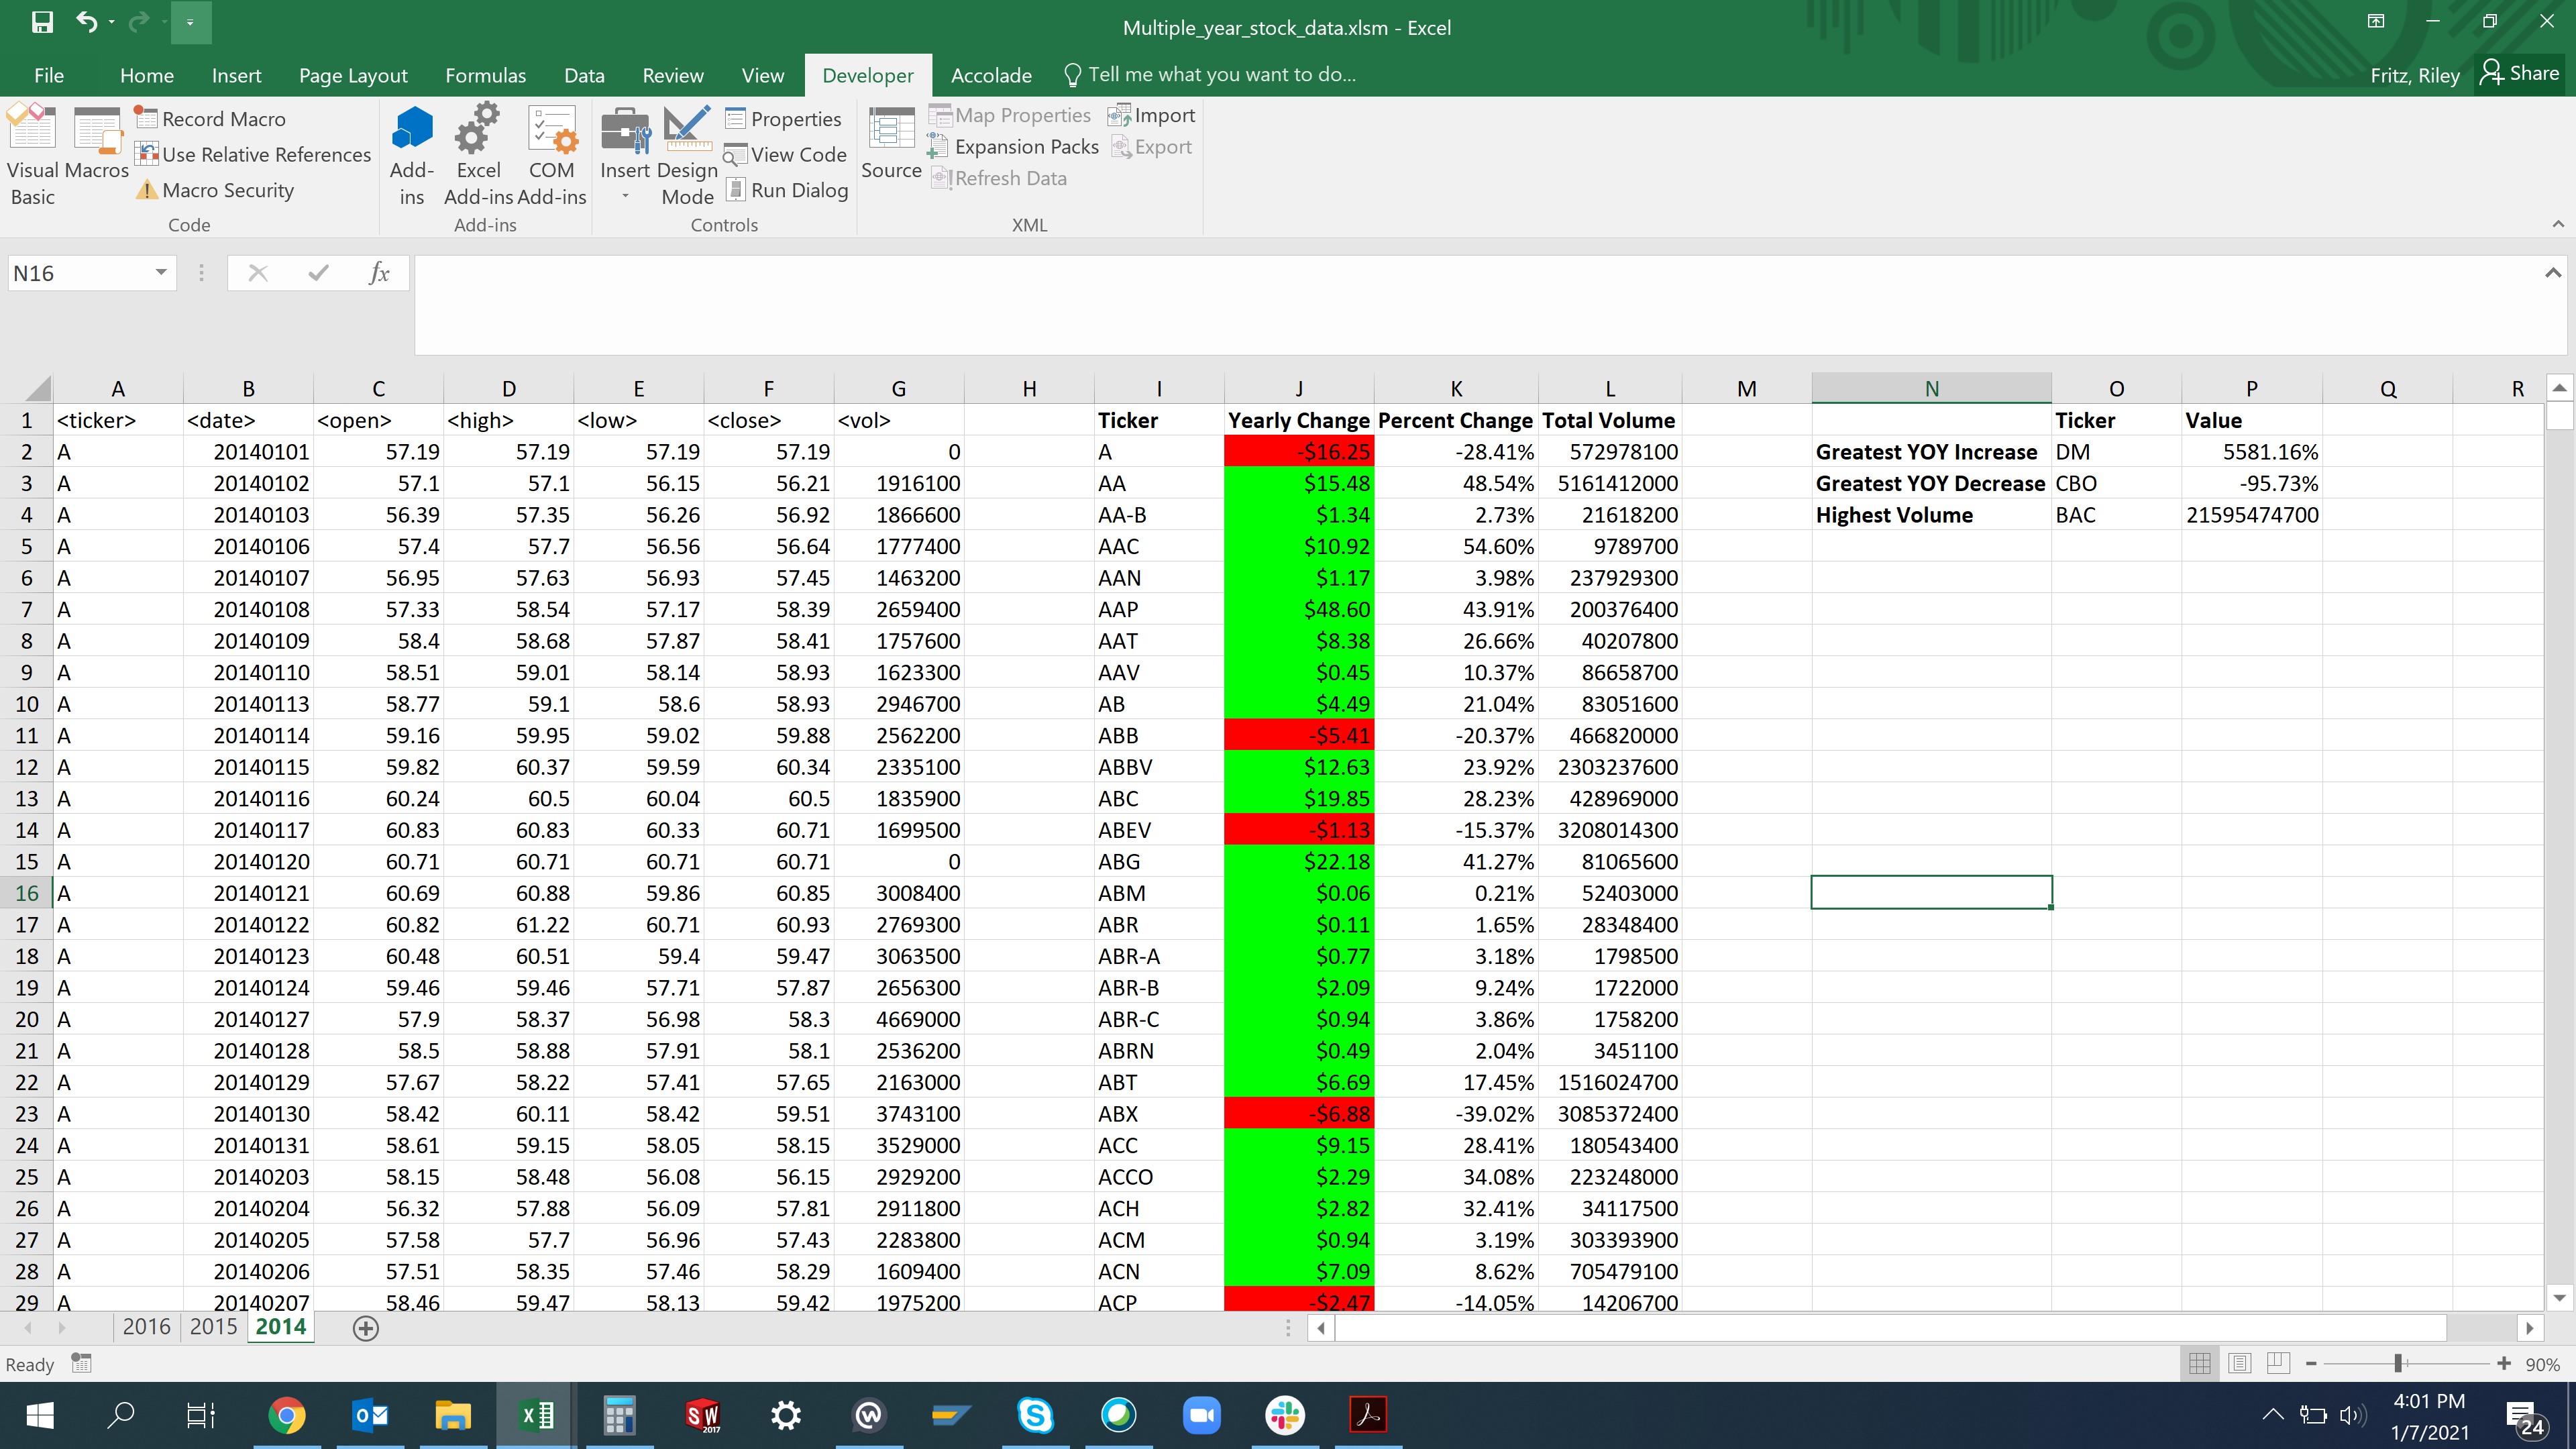 Multiple_year_stock_data.xlsm - Excel
File Home Insert Page Layout Formulas Data Review View Developer Accolade Tell me what you want to do... Fritz, Riley Share
Visual Basic
Macros
Record Macro
Use Relative References
Macro Security
Code
Add-ins
Excel Add-ins
COM Add-ins
Add-ins
Insert
Design Mode
Properties
View Code
Run Dialog
Controls
Source
Map Properties
Expansion Packs
Refresh Data
Import
Export
XML
N16 fx
A B C D E F G H I J K L M N O P Q R
1 <ticker> <date> <open> <high> <low> <close> <vol> Ticker Yearly Change Percent Change Total Volume Ticker Value
2 A 20140101 57.19 57.19 57.19 57.19 0 A -$16.25 -28.41% 572978100 Greatest YOY Increase DM 5581.16%
3 A 20140102 57.1 57.1 56.15 56.21 1916100 AA $15.48 48.54% 5161412000 Greatest YOY Decrease CBO -95.73%
4 A 20140103 56.39 57.35 56.26 56.92 1866600 AA-B $1.34 2.73% 21618200 Highest Volume BAC 21595474700
5 A 20140106 57.4 57.7 56.56 56.64 1777400 AAC $10.92 54.60% 9789700
6 A 20140107 56.95 57.63 56.93 57.45 1463200 AAN $1.17 3.98% 237929300
7 A 20140108 57.33 58.54 57.17 58.39 2659400 AAP $48.60 43.91% 200376400
8 A 20140109 58.4 58.68 57.87 58.41 1757600 AAT $8.38 26.66% 40207800
9 A 20140110 58.51 59.01 58.14 58.93 1623300 AAV $0.45 10.37% 86658700
10 A 20140113 58.77 59.1 58.6 58.93 2946700 AB $4.49 21.04% 83051600
11 A 20140114 59.16 59.95 59.02 59.88 2562200 ABB -$5.41 -20.37% 466820000
12 A 20140115 59.82 60.37 59.59 60.34 2335100 ABBV $12.63 23.92% 2303237600
13 A 20140116 60.24 60.5 60.04 60.5 1835900 ABC $19.85 28.23% 428969000
14 A 20140117 60.83 60.83 60.33 60.71 1699500 ABEV -$1.13 -15.37% 3208014300
15 A 20140120 60.71 60.71 60.71 60.71 0 ABG $22.18 41.27% 81065600
16 A 20140121 60.69 60.88 59.86 60.85 3008400 ABM $0.06 0.21% 52403000
17 A 20140122 60.82 61.22 60.71 60.93 2769300 ABR $0.11 1.65% 28348400
18 A 20140123 60.48 60.51 59.4 59.47 3063500 ABR-A $0.77 3.18% 1798500
19 A 20140124 59.46 59.46 57.71 57.87 2656300 ABR-B $2.09 9.24% 1722000
20 A 20140127 57.9 58.37 56.98 58.3 4669000 ABR-C $0.94 3.86% 1758200
21 A 20140128 58.5 58.88 57.91 58.1 2536200 ABRN $0.49 2.04% 3451100
22 A 20140129 57.67 58.22 57.41 57.65 2163000 ABT $6.69 17.45% 1516024700
23 A 20140130 58.42 60.11 58.42 59.51 3743100 ABX -$6.88 -39.02% 3085372400
24 A 20140131 58.61 59.15 58.05 58.15 3529000 ACC $9.15 28.41% 180543400
25 A 20140203 58.15 58.48 56.08 56.15 2929200 ACCO $2.29 34.08% 223248000
26 A 20140204 56.32 57.88 56.09 57.81 2911800 ACH $2.82 32.41% 34117500
27 A 20140205 57.58 57.7 56.96 57.43 2283800 ACM $0.94 3.19% 303393900
28 A 20140206 57.51 58.35 57.46 58.29 1609400 ACN $7.09 8.62% 705479100
29 A 20140207 58.46 59.47 58.13 59.42 1975200 ACP -$2.47 -14.05% 14206700
2016 2015 2014
Ready 90%
4:01 PM
1/7/2021
24
SW 2017